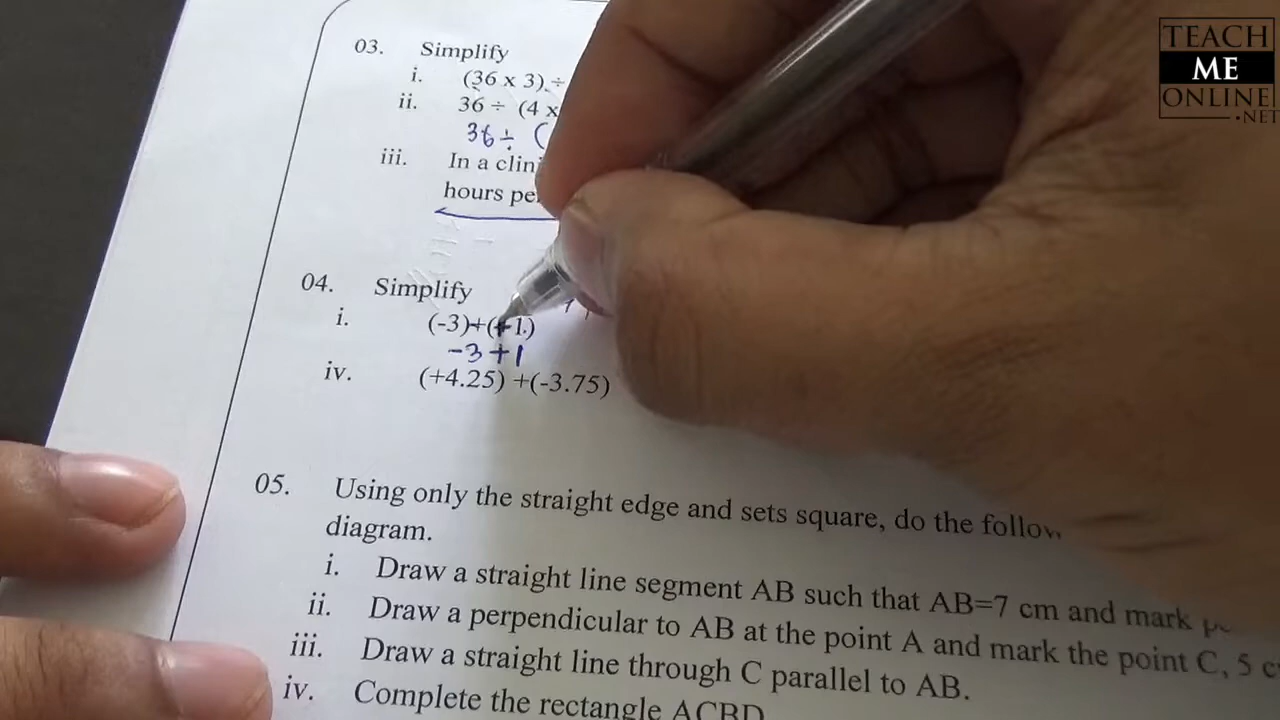 TEACH
ME
ONLINE
.NET
03. Simplify
i. (36 x 3) ÷
ii. 36 ÷ (4 x
36 ÷ (
iii. In a
hours
04. Simplify
i. (-3)+(+1.)
-3 +1
iv. (+4.25) +(-3.75)
05. Using only the straight edge and sets square, do the
diagram.
i. Draw a straight line segment AB such that AB=7 cm and mark
ii. Draw a perpendicular to AB at the point A and mark the point C, 5
iii. Draw a straight line through C parallel to AB.
iv. Complete the rectangle ACBD